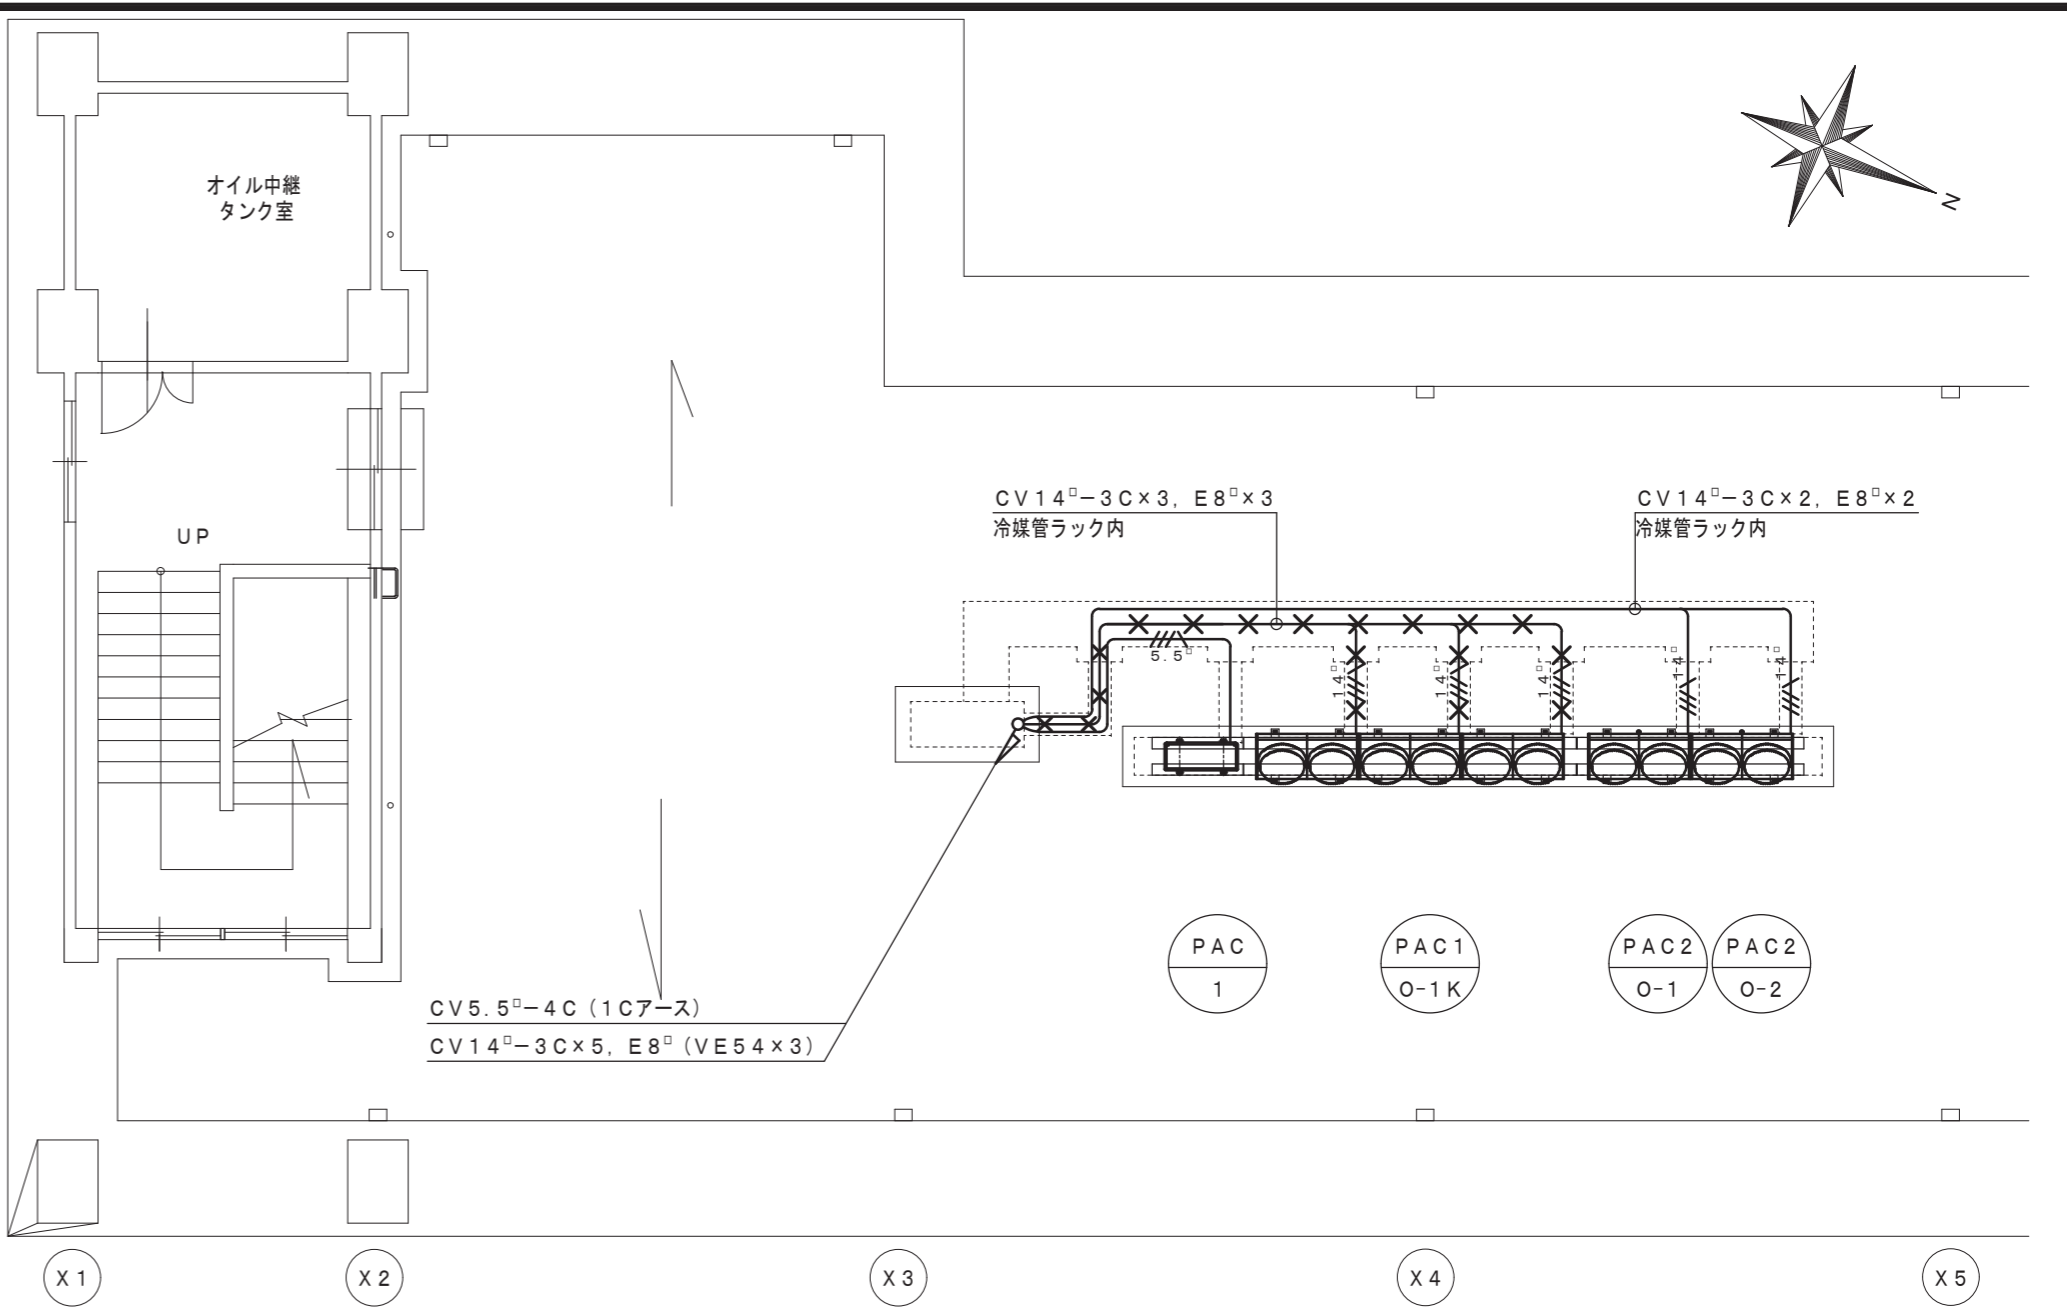 オイル中継
タンク室
N
UP
CV14□-3C×3, E8□×3
冷媒管ラック内
CV14□-3C×2, E8□×2
冷媒管ラック内
5.5□
14□
14□
14□
14□
14□
PAC
1
PAC1
O-1K
PAC2
O-1
PAC2
O-2
CV5.5□-4C (1Cアース)
CV14□-3C×5, E8□ (VE54×3)
X1
X2
X3
X4
X5